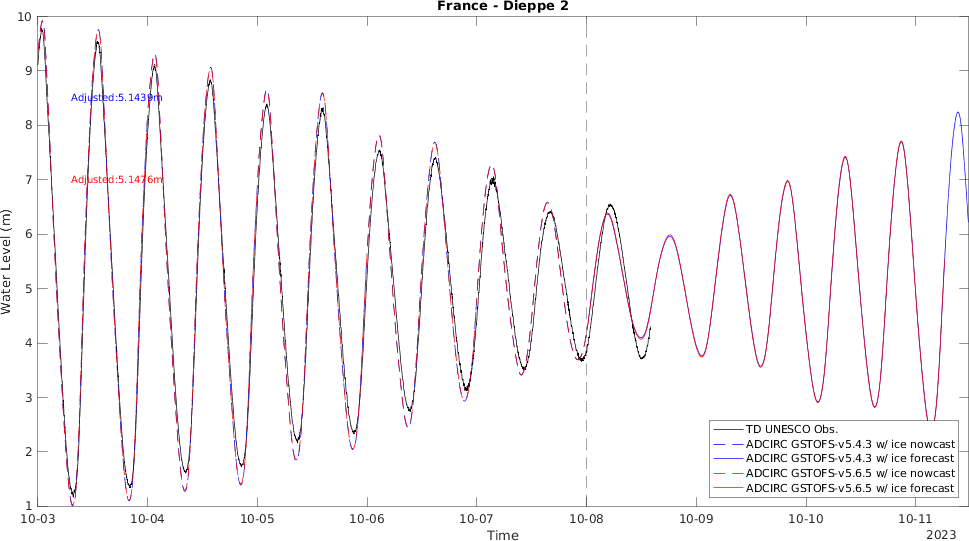 France - Dieppe 2
10
9
8
7
6
5
4
3
2
1
Water Level (m)
Adjusted:5.1439m
Adjusted:5.1476m
TD UNESCO Obs.
ADCIRC GSTOFS-v5.4.3 w/ ice nowcast
ADCIRC GSTOFS-v5.4.3 w/ ice forecast
ADCIRC GSTOFS-v5.6.5 w/ ice nowcast
ADCIRC GSTOFS-v5.6.5 w/ ice forecast
10-03 10-04 10-05 10-06 10-07 10-08 10-09 10-10 10-11
Time
2023